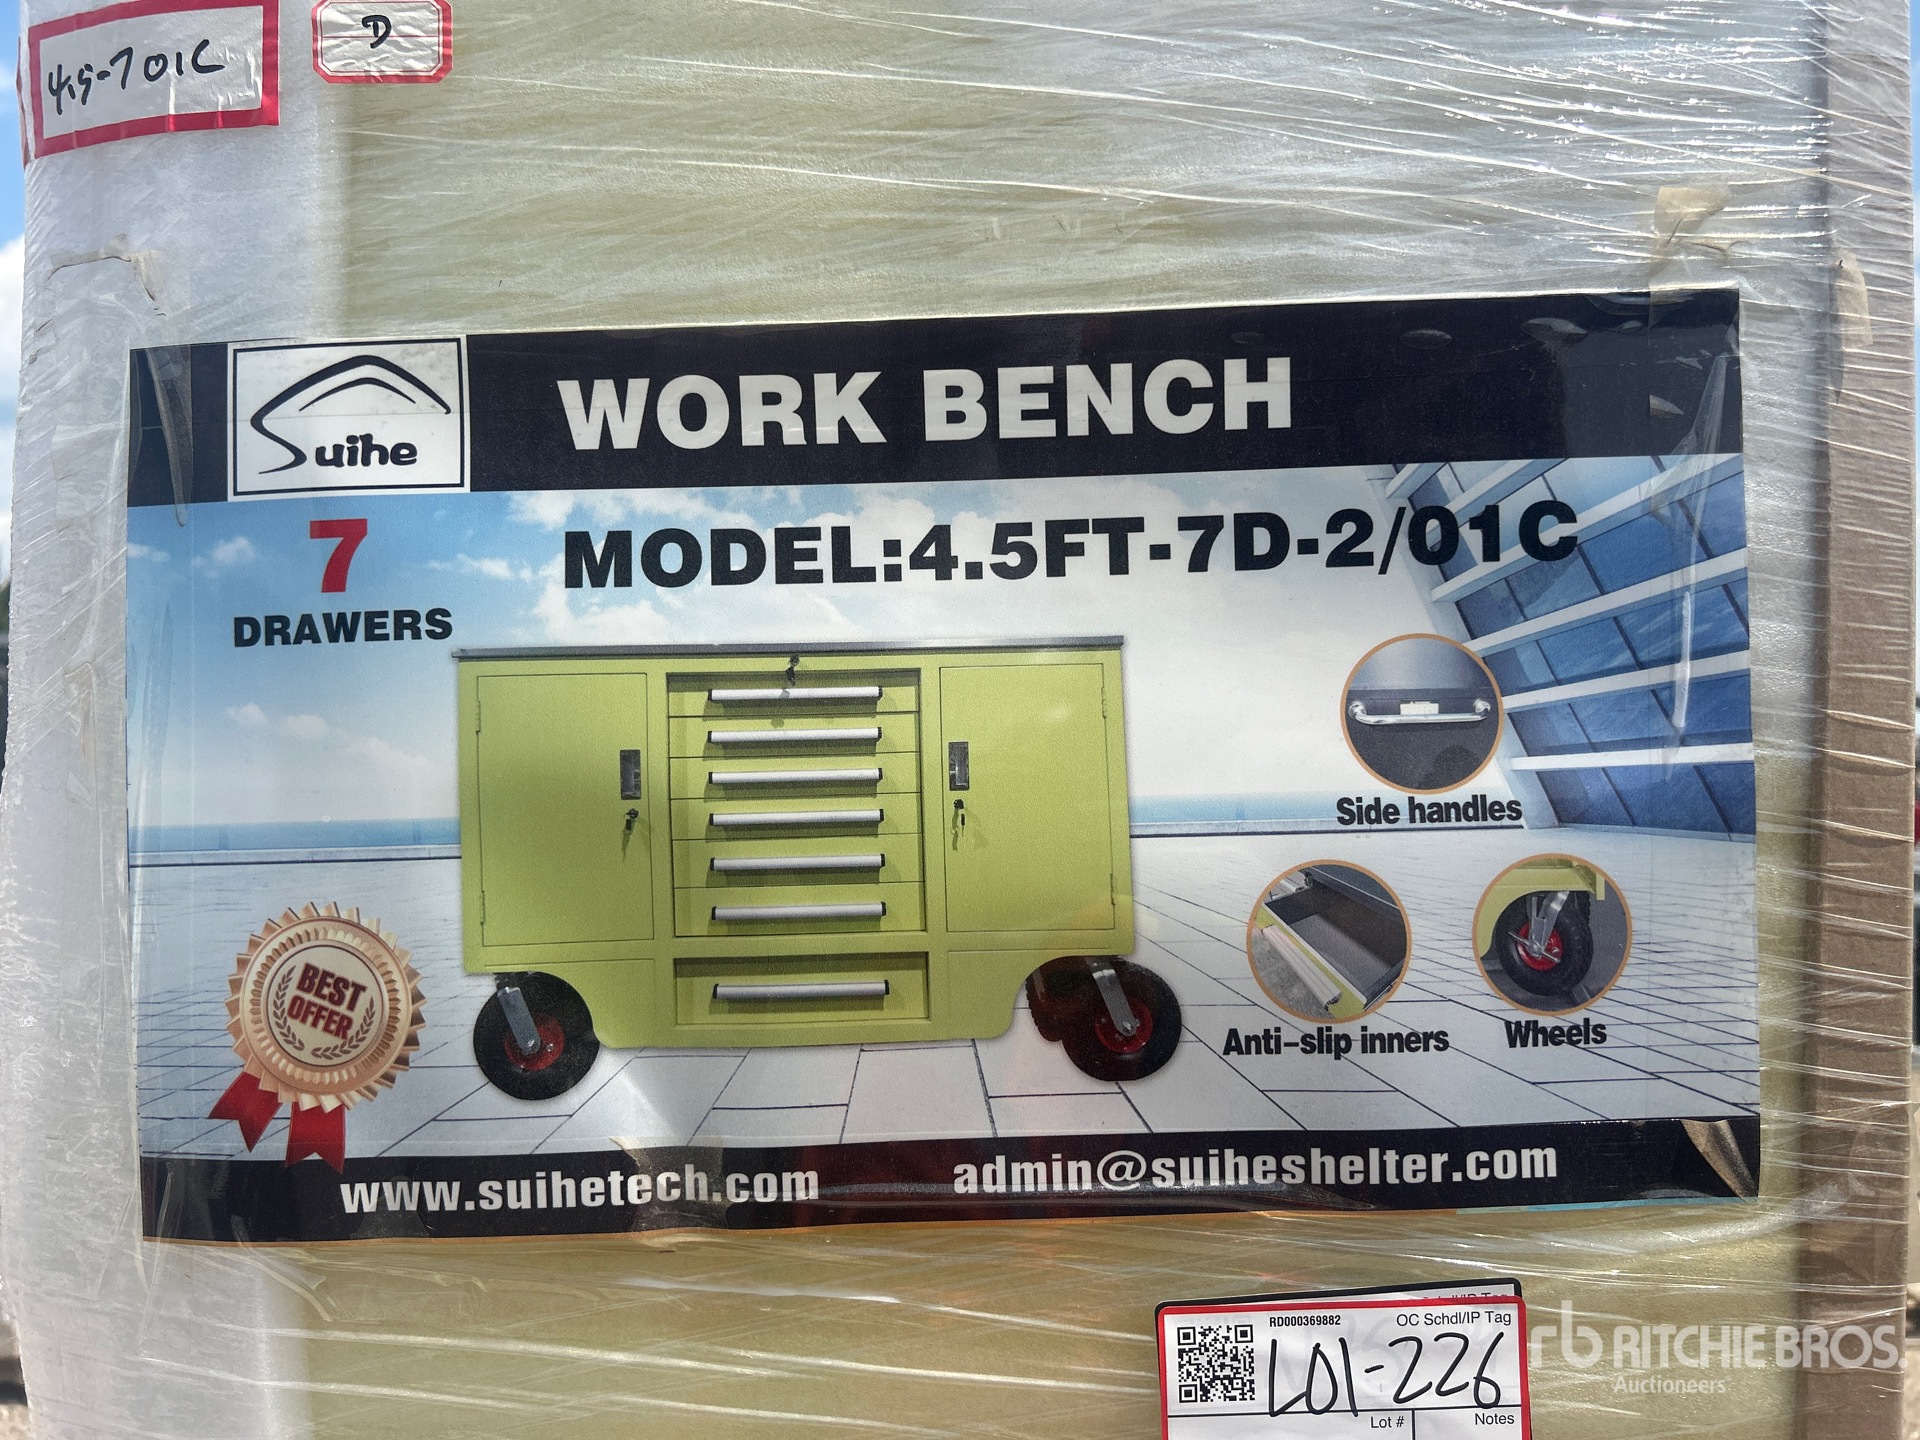 4.5-701C
D
Suihe
WORK BENCH
7
DRAWERS
MODEL:4.5FT-7D-2/01C
Side handles
Anti-slip inners
Wheels
BEST
OFFER
www.suihetech.com
admin@suiheshelter.com
RD000369882
OC Schdl/IP Tag
L01-226
Lot #
Notes
rb RITCHIE BROS.
Auctioneers